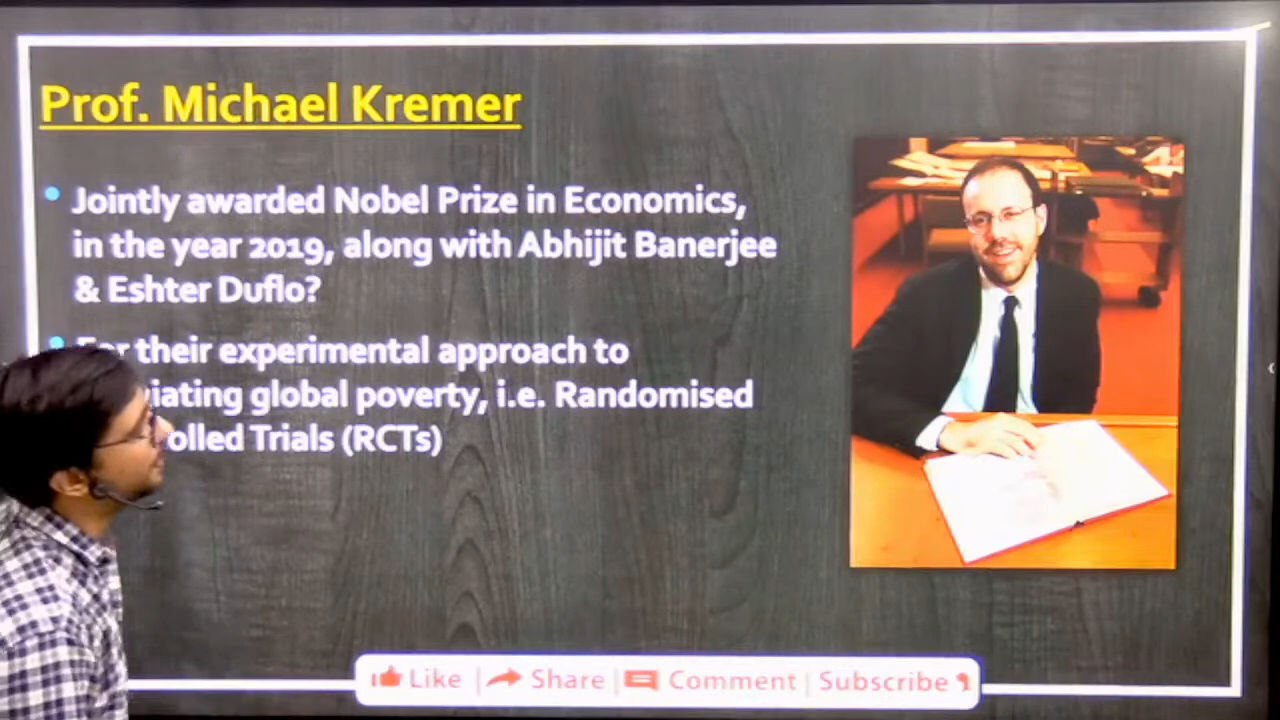 Prof. Michael Kremer
Jointly awarded Nobel Prize in Economics,
in the year 2019, along with Abhijit Banerjee
& Eshter Duflo?
their experimental approach to
global poverty, i.e. Randomised
Trials (RCTs)
Like | Share | Comment | Subscribe